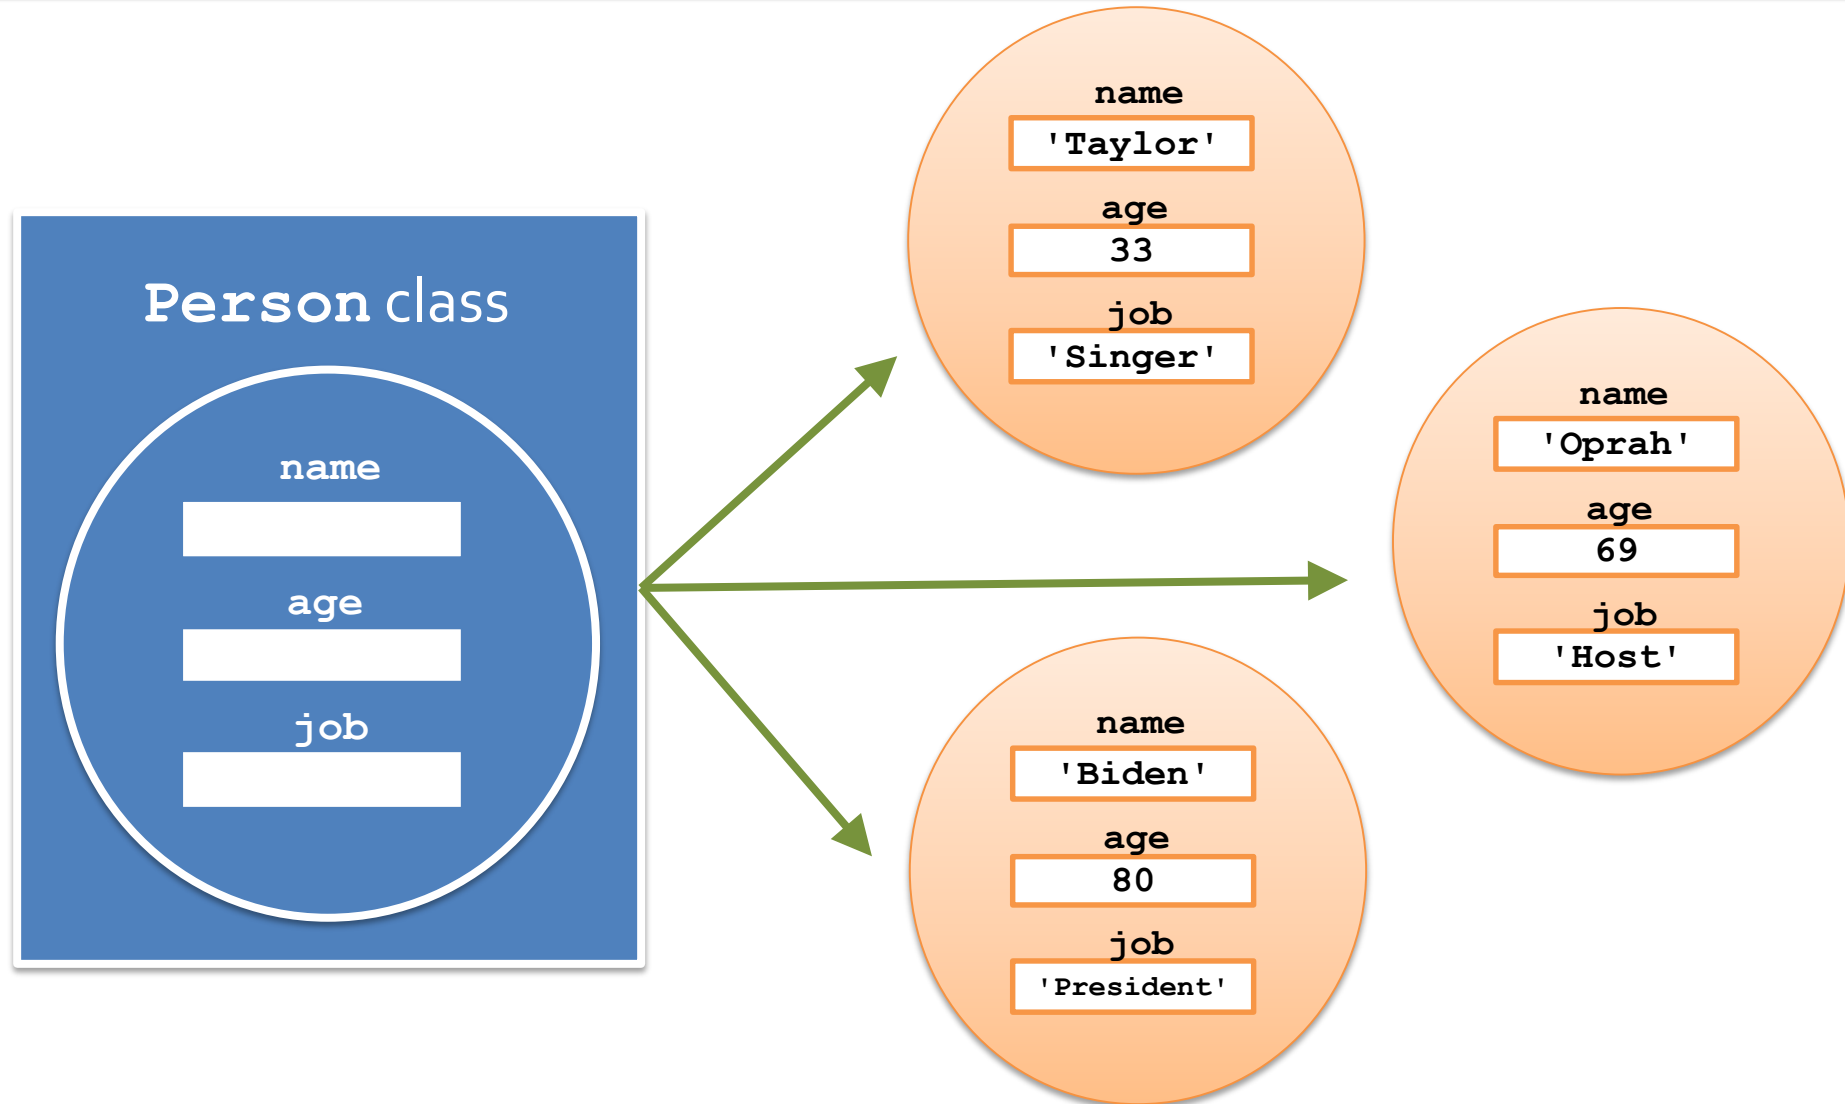 Person class
name
age
job
name
'Taylor'
age
33
job
'Singer'
name
'Oprah'
age
69
job
'Host'
name
'Biden'
age
80
job
'President'